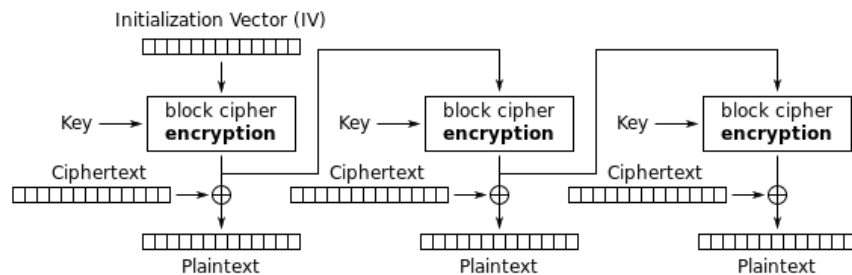 Initialization Vector (IV)
Key
block cipher
encryption
Key
block cipher
encryption
Key
block cipher
encryption
Ciphertext
Ciphertext
Ciphertext
Plaintext
Plaintext
Plaintext